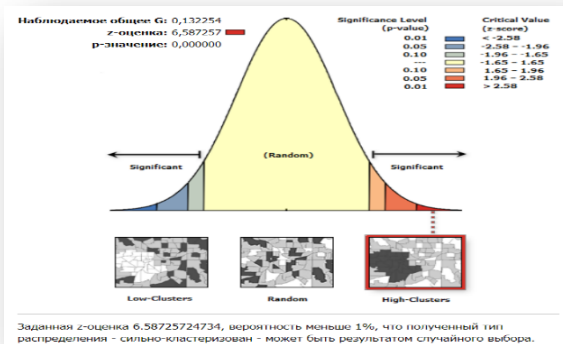 Наблюдаемое общее G: 0,132254
z-оценка: 6,587257
p-значение: 0,000000
Significance Level (p-value)
Critical Value (z-score)
0.01 < -2.58
0.05 -2.58 – -1.96
0.10 -1.96 – -1.65
--- -1.65 – 1.65
0.10 1.65 – 1.96
0.05 1.96 – 2.58
0.01 > 2.58
Significant
(Random)
Significant
Low-Clusters
Random
High-Clusters
Заданная z-оценка 6.58725724734, вероятность меньше 1%, что полученный тип
распределения - сильно-кластеризован - может быть результатом случайного выбора.